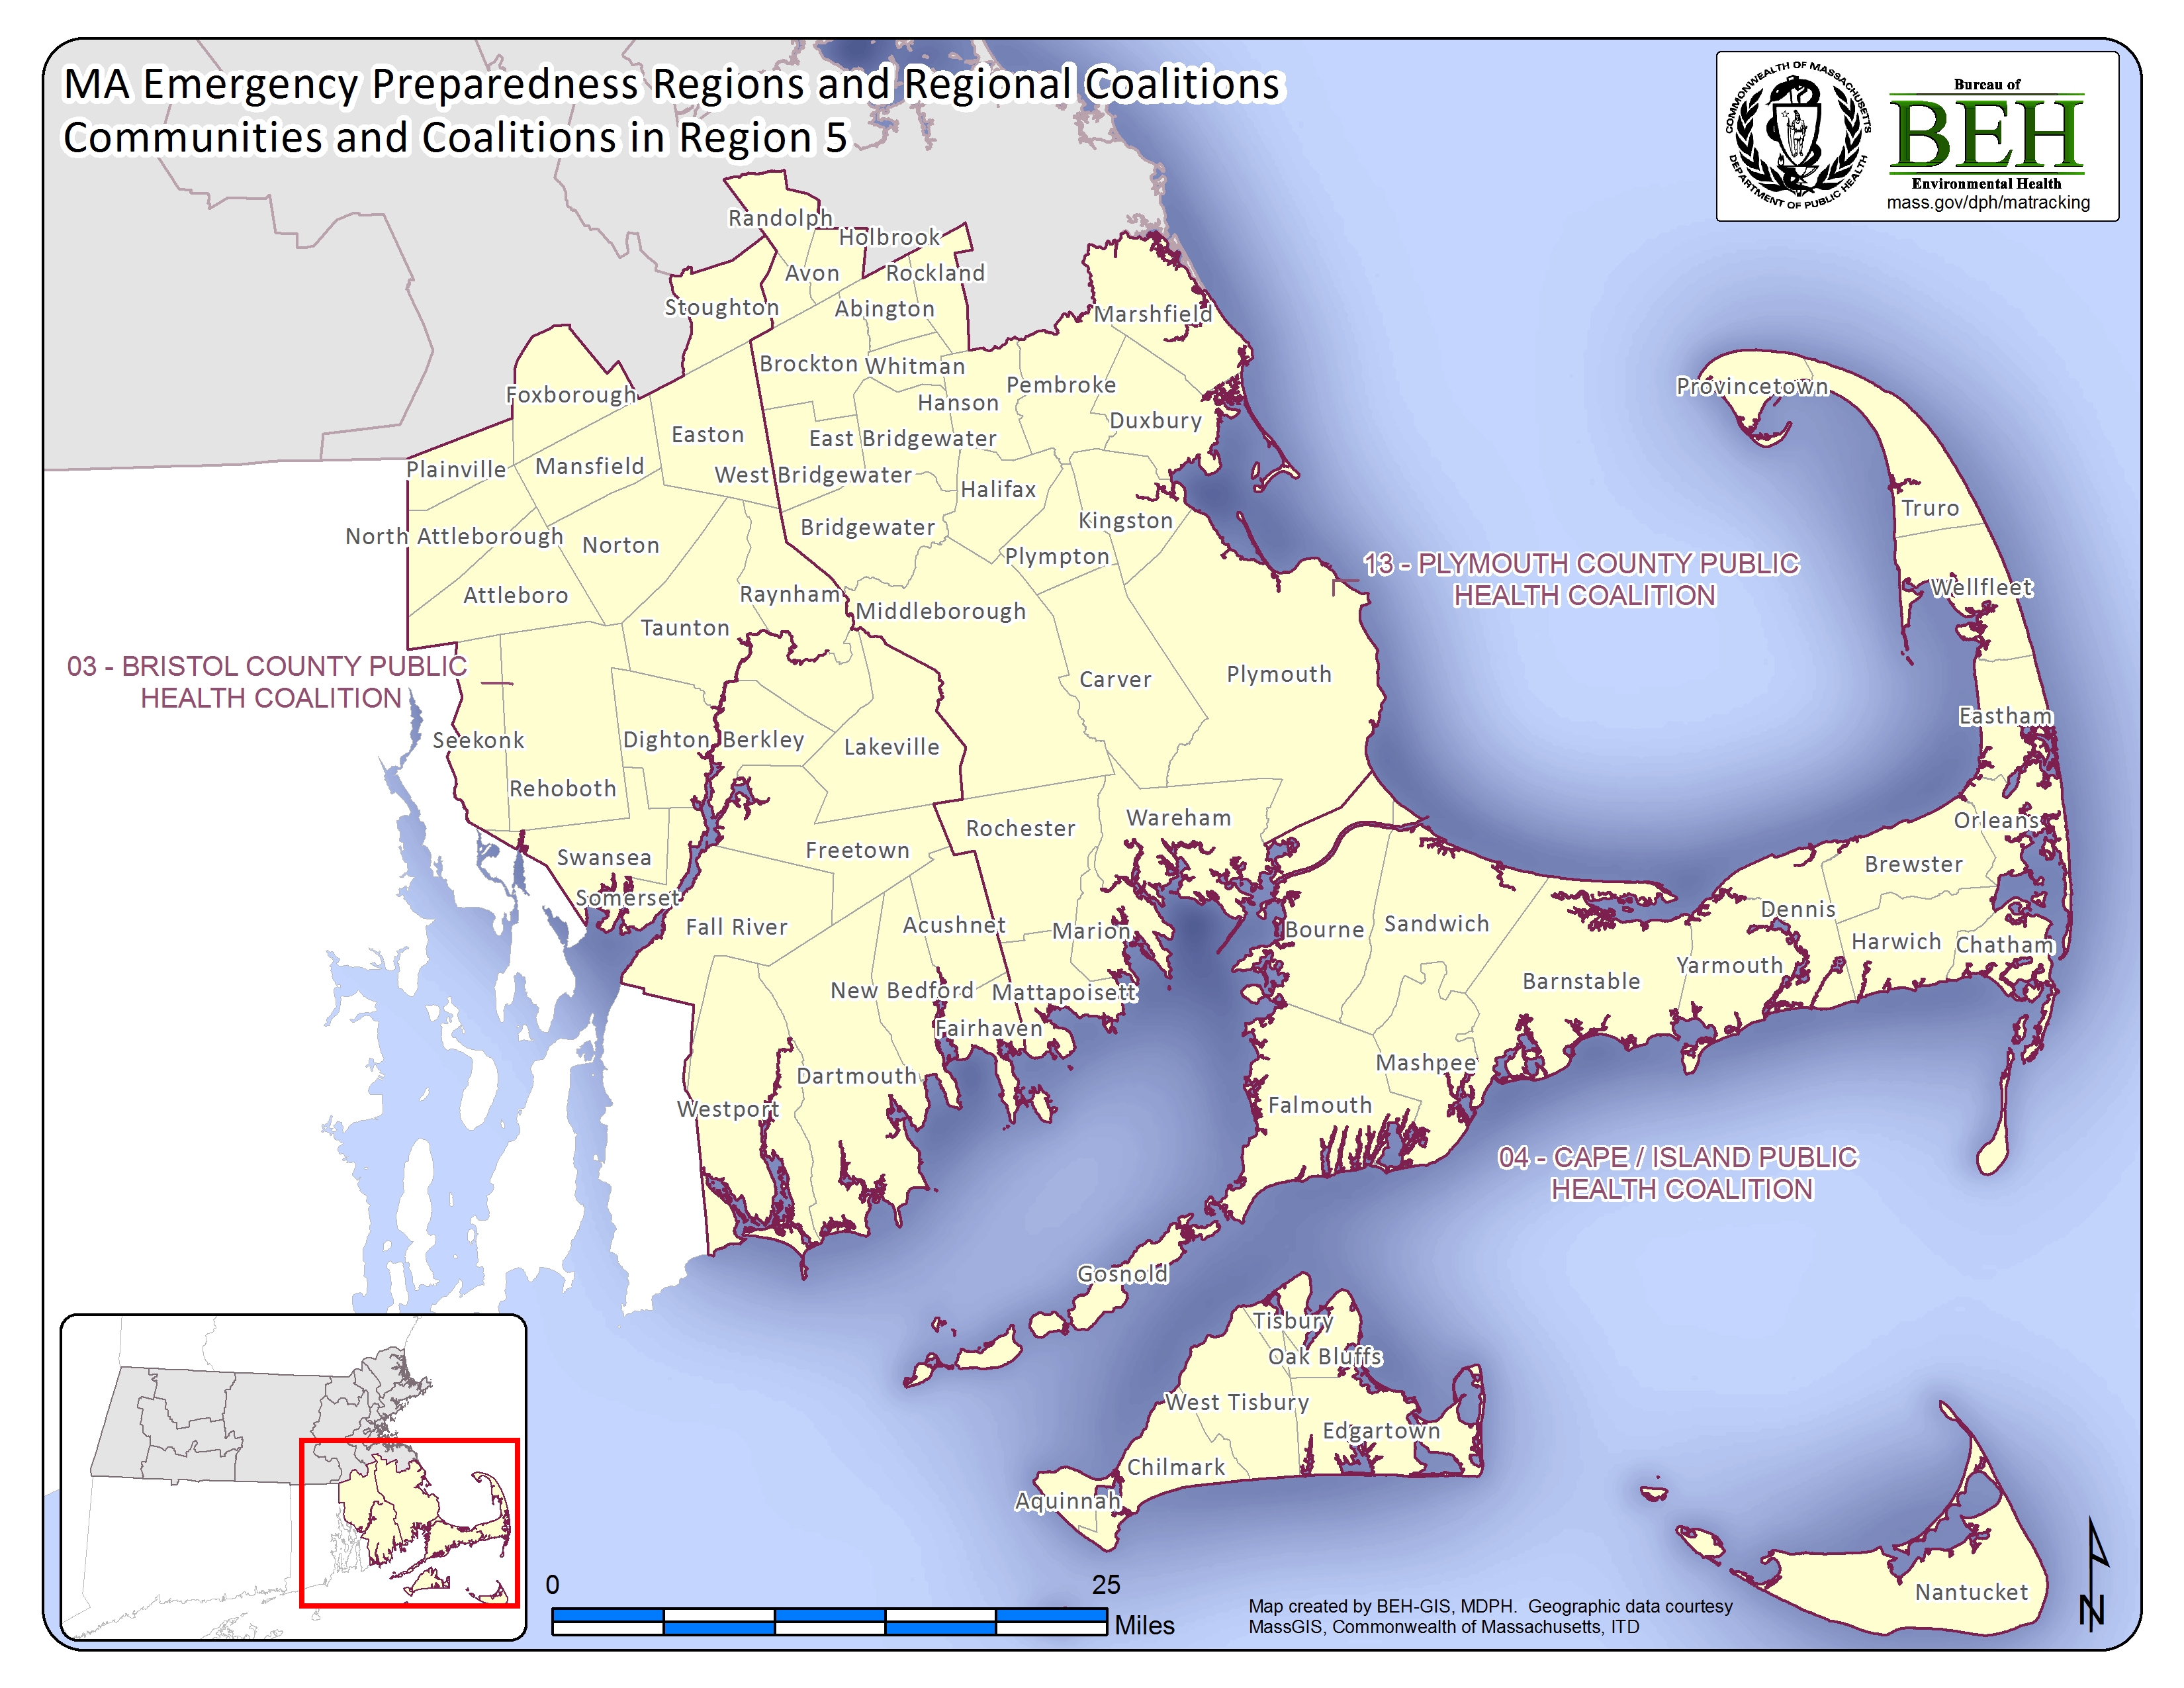 MA Emergency Preparedness Regions and Regional Coalitions
Communities and Coalitions in Region 5
COMMONWEALTH OF MASSACHUSETTS
DEPARTMENT OF PUBLIC HEALTH
Bureau of
BEH
Environmental Health
mass.gov/dph/matracking
Randolph
Holbrook
Avon
Rockland
Stoughton
Abington
Marshfield
Brockton
Whitman
Foxborough
Pembroke
Provincetown
Hanson
Duxbury
Easton
East Bridgewater
Plainville
Mansfield
West Bridgewater
Halifax
Truro
North Attleborough
Norton
Bridgewater
Kingston
Plympton
13 - PLYMOUTH COUNTY PUBLIC
HEALTH COALITION
Attleboro
Raynham
Middleborough
Wellfleet
Taunton
03 - BRISTOL COUNTY PUBLIC
HEALTH COALITION
Carver
Plymouth
Seekonk
Dighton
Berkley
Lakeville
Eastham
Rehoboth
Rochester
Wareham
Orleans
Swansea
Freetown
Brewster
Somerset
Fall River
Acushnet
Marion
Bourne
Sandwich
Dennis
Harwich
Chatham
New Bedford
Mattapoisett
Barnstable
Yarmouth
Fairhaven
Dartmouth
Mashpee
Westport
Falmouth
04 - CAPE / ISLAND PUBLIC
HEALTH COALITION
Gosnold
Tisbury
Oak Bluffs
West Tisbury
Edgartown
Chilmark
Aquinnah
Nantucket
0
25
Miles
Map created by BEH-GIS, MDPH.  Geographic data courtesy
MassGIS, Commonwealth of Massachusetts, ITD
N